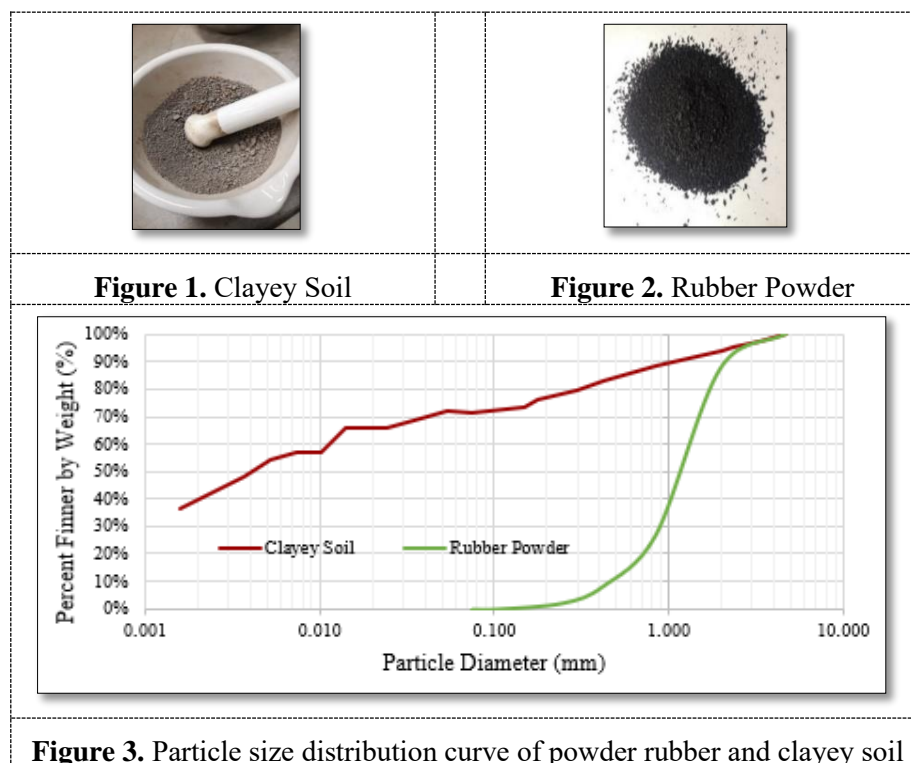 Figure 1. Clayey Soil
Figure 2. Rubber Powder
100%
90%
80%
70%
60%
50%
40%
30%
20%
10%
0%
Percent Finner by Weight (%)
Clayey Soil
Rubber Powder
0.001
0.010
0.100
1.000
10.000
Particle Diameter (mm)
Figure 3. Particle size distribution curve of powder rubber and clayey soil